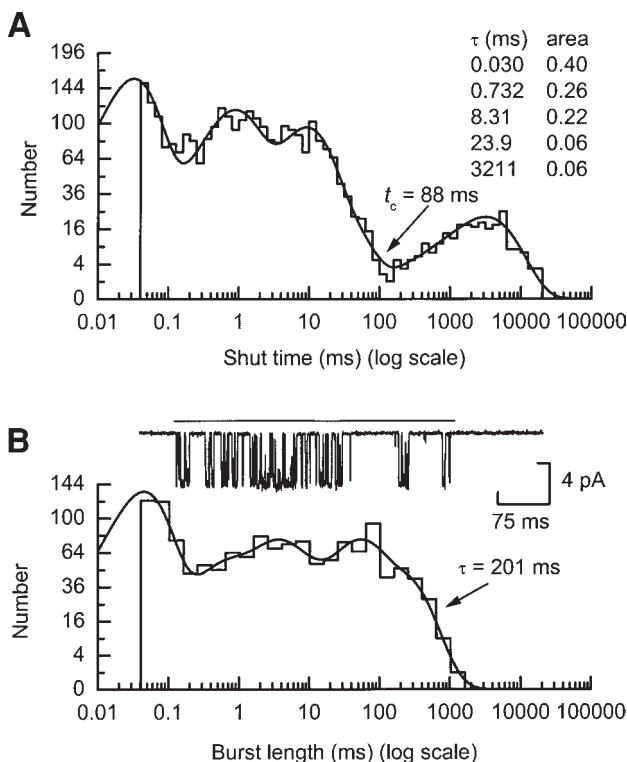 A
196
144
100
64
36
16
4
0
Number
τ (ms) area
0.030 0.40
0.732 0.26
8.31 0.22
23.9 0.06
3211 0.06
tc = 88 ms
0.01 0.1 1 10 100 1000 10000 100000
Shut time (ms) (log scale)
B
4 pA
75 ms
144
100
64
36
16
4
0
Number
τ = 201 ms
0.01 0.1 1 10 100 1000 10000 100000
Burst length (ms) (log scale)